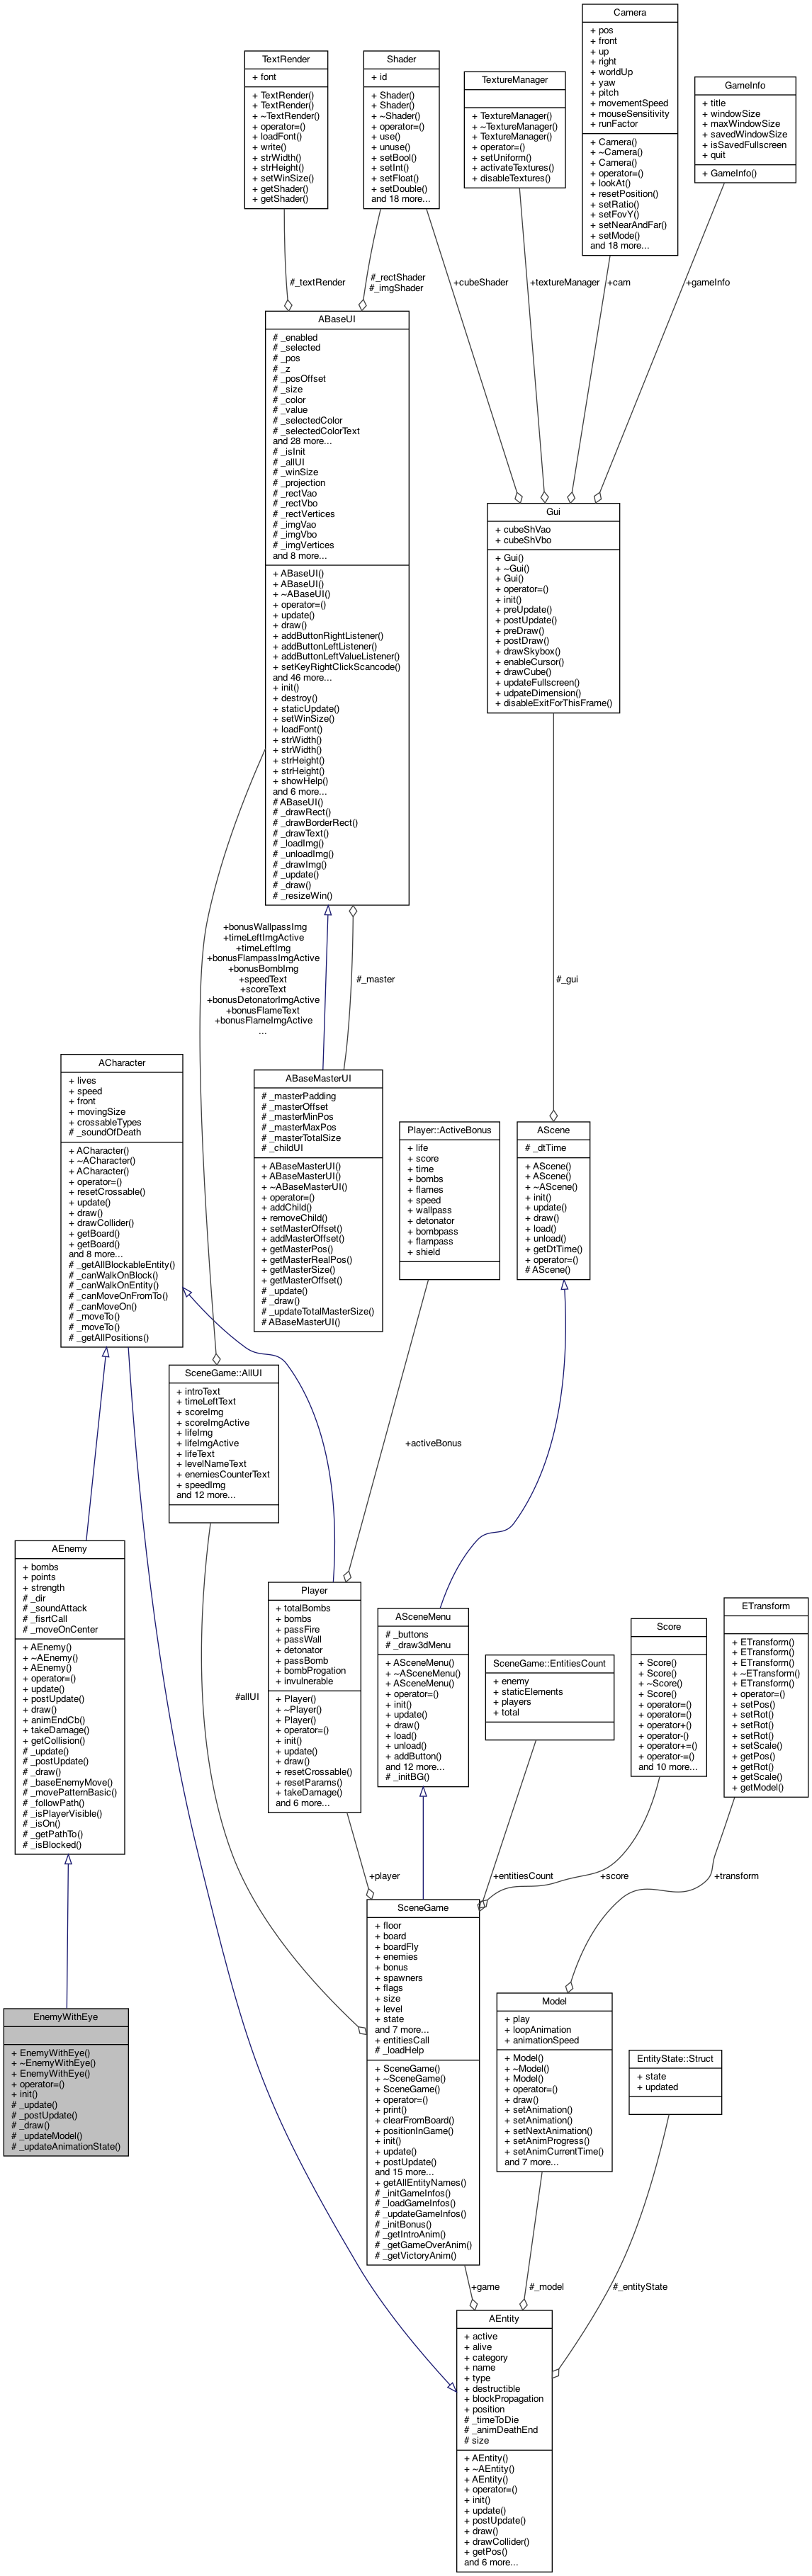 Camera
+ pos
+ front
+ up
+ right
+ worldUp
+ yaw
+ pitch
+ movementSpeed
+ mouseSensitivity
+ runFactor
+ Camera()
+ ~Camera()
+ Camera()
+ operator=()
+ lookAt()
+ resetPosition()
+ setRatio()
+ setFovY()
+ setNearAndFar()
+ setMode()
and 18 more...
TextRender
+ font
+ TextRender()
+ TextRender()
+ ~TextRender()
+ operator=()
+ loadFont()
+ write()
+ strWidth()
+ strHeight()
+ setWinSize()
+ getShader()
+ getShader()
Shader
+ id
+ Shader()
+ Shader()
+ ~Shader()
+ operator=()
+ use()
+ unuse()
+ setBool()
+ setInt()
+ setFloat()
+ setDouble()
and 18 more...
TextureManager
+ TextureManager()
+ ~TextureManager()
+ TextureManager()
+ operator=()
+ setUniform()
+ activateTextures()
+ disableTextures()
GameInfo
+ title
+ windowSize
+ maxWindowSize
+ savedWindowSize
+ isSavedFullscreen
+ quit
+ GameInfo()
#_textRender
#_rectShader
#_imgShader
+cubeShader
+textureManager
+cam
+gameInfo
ABaseUI
# _enabled
# _selected
# _pos
# _z
# _posOffset
# _size
# _color
# _value
# _selectedColor
# _selectedColorText
and 28 more...
# _isInit
# _allUI
# _winSize
# _projection
# _rectVao
# _rectVbo
# _rectVertices
# _imgVao
# _imgVbo
# _imgVertices
and 8 more...
+ ABaseUI()
+ ABaseUI()
+ ~ABaseUI()
+ operator=()
+ update()
+ draw()
+ addButtonRightListener()
+ addButtonLeftListener()
+ addButtonLeftValueListener()
+ setKeyRightClickScancode()
and 46 more...
+ init()
+ destroy()
+ staticUpdate()
+ setWinSize()
+ loadFont()
+ strWidth()
+ strWidth()
+ strHeight()
+ strHeight()
+ showHelp()
and 6 more...
# ABaseUI()
# _drawRect()
# _drawBorderRect()
# _drawText()
# _loadImg()
# _unloadImg()
# _drawImg()
# _update()
# _draw()
# _resizeWin()
Gui
+ cubeShVao
+ cubeShVbo
+ Gui()
+ ~Gui()
+ Gui()
+ operator=()
+ init()
+ preUpdate()
+ postUpdate()
+ preDraw()
+ postDraw()
+ drawSkybox()
+ enableCursor()
+ drawCube()
+ updateFullscreen()
+ udpateDimension()
+ disableExitForThisFrame()
+bonusWallpassImg
+timeLeftImgActive
+timeLeftImg
+bonusFlampassImgActive
+bonusBombImg
+speedText
+scoreText
+bonusDetonatorImgActive
+bonusFlameText
+bonusFlameImgActive
...
#_master
#_gui
ACharacter
+ lives
+ speed
+ front
+ movingSize
+ crossableTypes
# _soundOfDeath
+ ACharacter()
+ ~ACharacter()
+ ACharacter()
+ operator=()
+ resetCrossable()
+ update()
+ draw()
+ drawCollider()
+ getBoard()
+ getBoard()
and 8 more...
# _getAllBlockableEntity()
# _canWalkOnBlock()
# _canWalkOnEntity()
# _canMoveOnFromTo()
# _canMoveOn()
# _moveTo()
# _moveTo()
# _getAllPositions()
ABaseMasterUI
# _masterPadding
# _masterOffset
# _masterMinPos
# _masterMaxPos
# _masterTotalSize
# _childUI
+ ABaseMasterUI()
+ ABaseMasterUI()
+ ~ABaseMasterUI()
+ operator=()
+ addChild()
+ removeChild()
+ setMasterOffset()
+ addMasterOffset()
+ getMasterPos()
+ getMasterRealPos()
+ getMasterSize()
+ getMasterOffset()
# _update()
# _draw()
# _updateTotalMasterSize()
# ABaseMasterUI()
Player::ActiveBonus
+ life
+ score
+ time
+ bombs
+ flames
+ speed
+ wallpass
+ detonator
+ bombpass
+ flampass
+ shield
AScene
# _dtTime
+ AScene()
+ AScene()
+ ~AScene()
+ init()
+ update()
+ draw()
+ load()
+ unload()
+ getDtTime()
+ operator=()
# AScene()
SceneGame::AllUI
+ introText
+ timeLeftText
+ scoreImg
+ scoreImgActive
+ lifeImg
+ lifeImgActive
+ lifeText
+ levelNameText
+ enemiesCounterText
+ speedImg
and 12 more...
+activeBonus
AEnemy
+ bombs
+ points
+ strength
# _dir
# _soundAttack
# _fisrtCall
# _moveOnCenter
+ AEnemy()
+ ~AEnemy()
+ AEnemy()
+ operator=()
+ update()
+ postUpdate()
+ draw()
+ animEndCb()
+ takeDamage()
+ getCollision()
# _update()
# _postUpdate()
# _draw()
# _baseEnemyMove()
# _movePatternBasic()
# _followPath()
# _isPlayerVisible()
# _isOn()
# _getPathTo()
# _isBlocked()
#allUI
Player
+ totalBombs
+ bombs
+ passFire
+ passWall
+ detonator
+ passBomb
+ bombProgation
+ invulnerable
+ Player()
+ ~Player()
+ Player()
+ operator=()
+ init()
+ update()
+ draw()
+ resetCrossable()
+ resetParams()
+ takeDamage()
and 6 more...
ASceneMenu
# _buttons
# _draw3dMenu
+ ASceneMenu()
+ ~ASceneMenu()
+ ASceneMenu()
+ operator=()
+ init()
+ update()
+ draw()
+ load()
+ unload()
+ addButton()
and 12 more...
# _initBG()
SceneGame::EntitiesCount
+ enemy
+ staticElements
+ players
+ total
Score
+ Score()
+ Score()
+ ~Score()
+ Score()
+ operator=()
+ operator=()
+ operator+()
+ operator-()
+ operator+=()
+ operator-=()
and 10 more...
ETransform
+ ETransform()
+ ETransform()
+ ETransform()
+ ~ETransform()
+ ETransform()
+ operator=()
+ setPos()
+ setRot()
+ setRot()
+ setRot()
+ setScale()
+ getPos()
+ getRot()
+ getScale()
+ getModel()
+player
+entitiesCount
+score
+transform
EnemyWithEye
+ EnemyWithEye()
+ ~EnemyWithEye()
+ EnemyWithEye()
+ operator=()
+ init()
# _update()
# _postUpdate()
# _draw()
# _updateModel()
# _updateAnimationState()
SceneGame
+ floor
+ board
+ boardFly
+ enemies
+ bonus
+ spawners
+ flags
+ size
+ level
+ state
and 7 more...
+ entitiesCall
# _loadHelp
+ SceneGame()
+ ~SceneGame()
+ SceneGame()
+ operator=()
+ print()
+ clearFromBoard()
+ positionInGame()
+ init()
+ update()
+ postUpdate()
and 15 more...
+ getAllEntityNames()
# _initGameInfos()
# _loadGameInfos()
# _updateGameInfos()
# _initBonus()
# _getIntroAnim()
# _getGameOverAnim()
# _getVictoryAnim()
Model
+ play
+ loopAnimation
+ animationSpeed
+ Model()
+ ~Model()
+ Model()
+ operator=()
+ draw()
+ setAnimation()
+ setAnimation()
+ setNextAnimation()
+ setAnimProgress()
+ setAnimCurrentTime()
and 7 more...
EntityState::Struct
+ state
+ updated
+game
#_model
#_entityState
AEntity
+ active
+ alive
+ category
+ name
+ type
+ destructible
+ blockPropagation
+ position
# _timeToDie
# _animDeathEnd
# size
+ AEntity()
+ ~AEntity()
+ AEntity()
+ operator=()
+ init()
+ update()
+ postUpdate()
+ draw()
+ drawCollider()
+ getPos()
and 6 more...